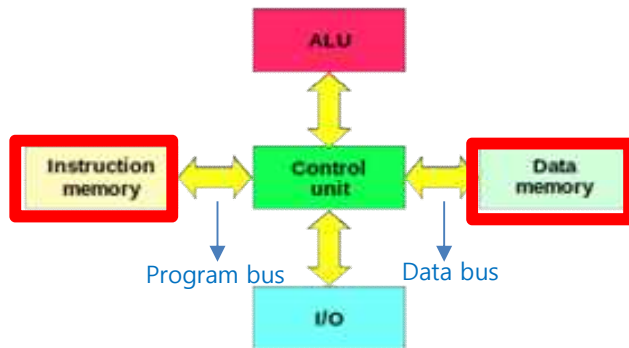 ALU
Instruction
memory
Control
unit
Data
memory
Program bus
Data bus
I/O